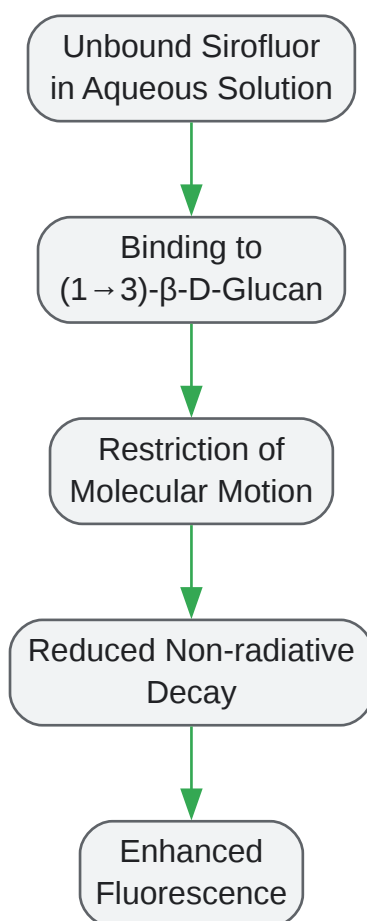 Unbound Sirofluor
in Aqueous Solution
Binding to
(1→3)-β-D-Glucan
Restriction of
Molecular Motion
Reduced Non-radiative
Decay
Enhanced
Fluorescence